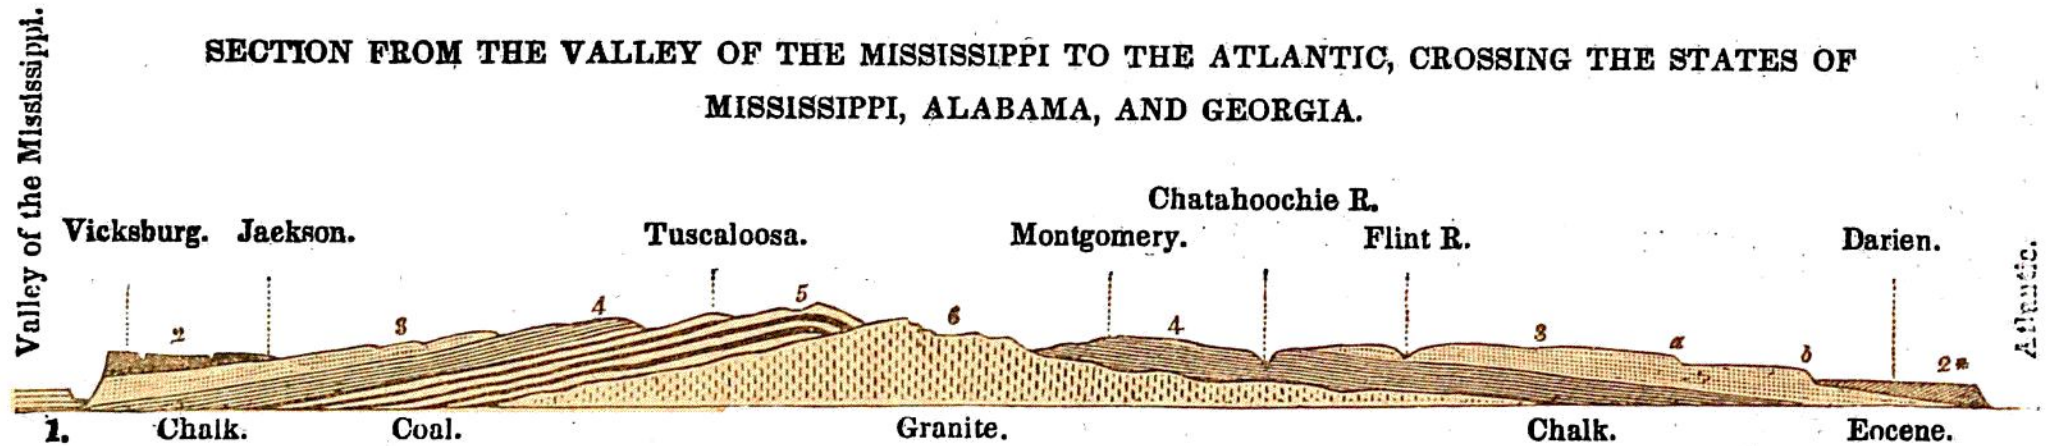 Valley of the Mississippi.
SECTION FROM THE VALLEY OF THE MISSISSIPPI TO THE ATLANTIC, CROSSING THE STATES OF
MISSISSIPPI, ALABAMA, AND GEORGIA.
Chatahoochie R.
Vicksburg. Jackson. Tuscaloosa. Montgomery. Flint R. Darien.
Atlantic.
2 3 4 5 6 4 3 a b 2*
1. Chalk. Coal. Granite. Chalk. Eocene.